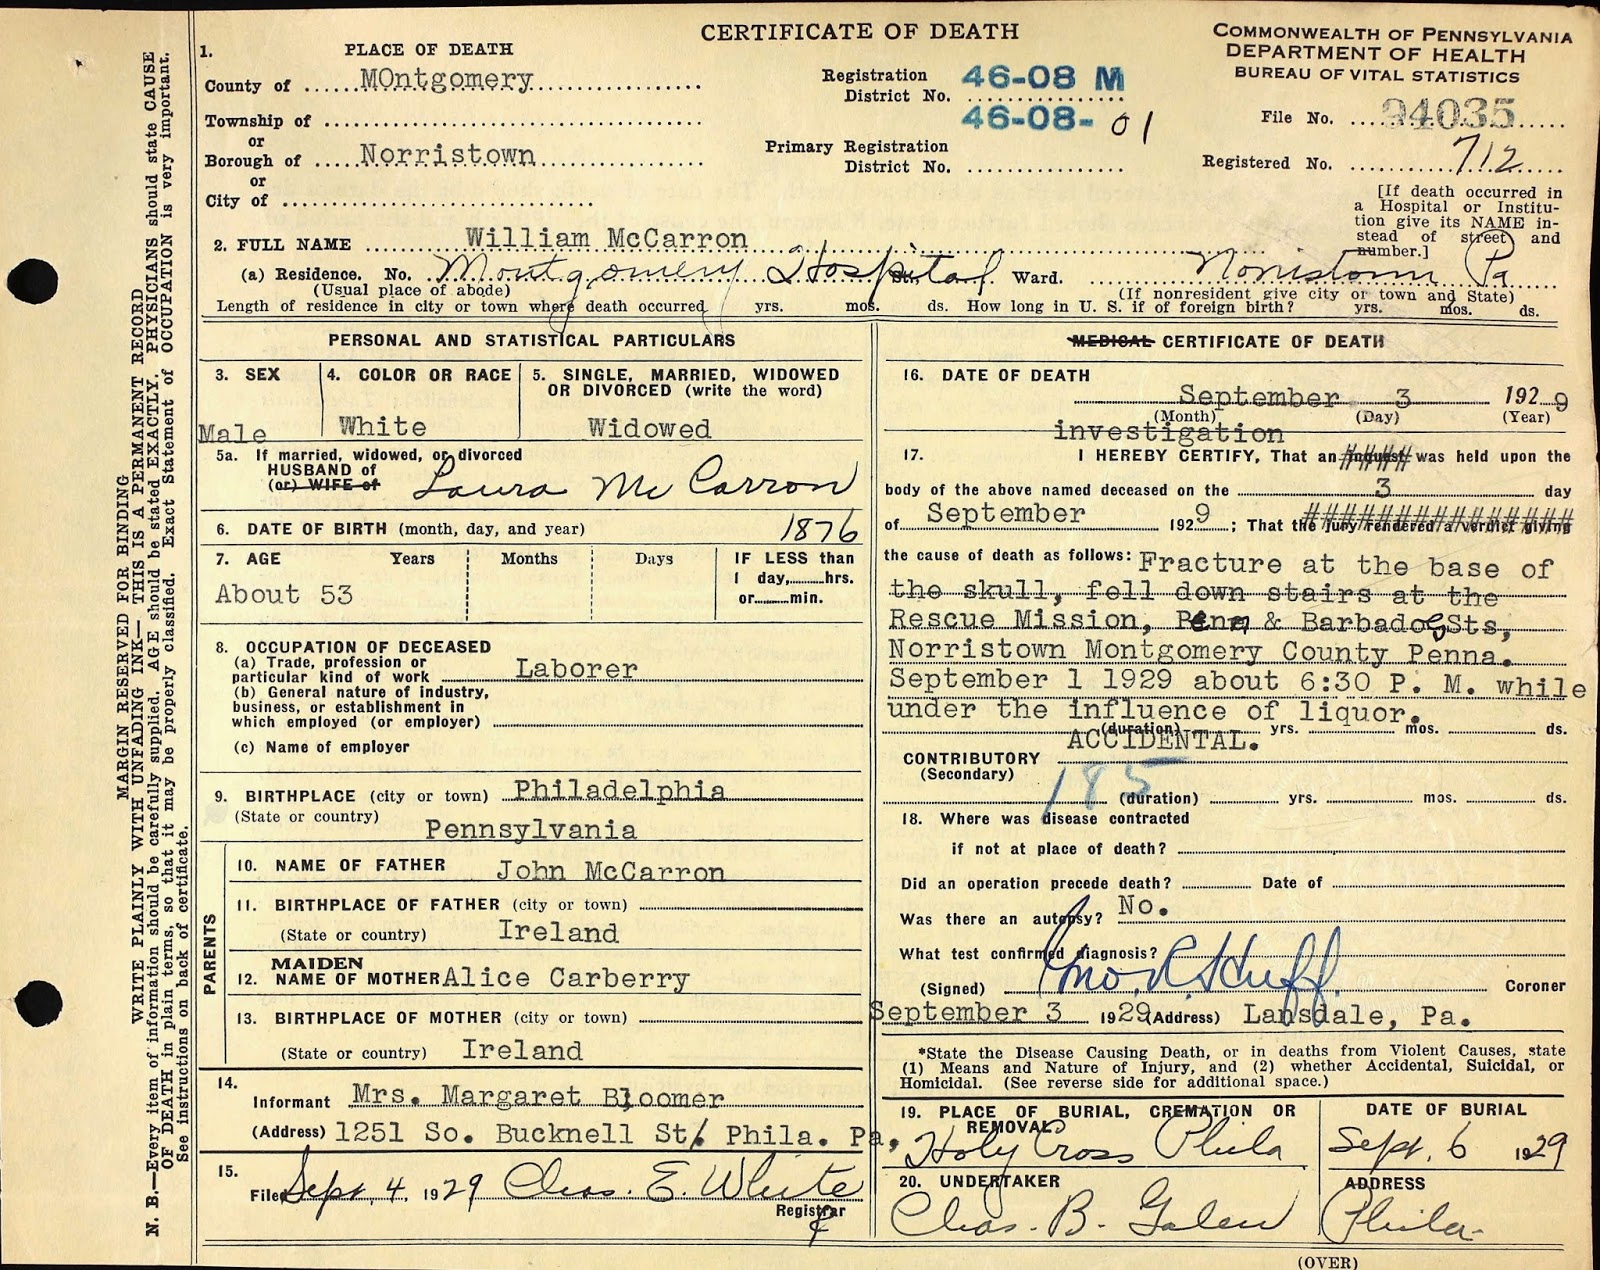 CERTIFICATE OF DEATH
COMMONWEALTH OF PENNSYLVANIA
DEPARTMENT OF HEALTH
BUREAU OF VITAL STATISTICS
1. PLACE OF DEATH
County of MOntgomery
Township of
or
Borough of Norristown
or
City of
Registration District No. 46-08 M
46-08-01
Primary Registration District No.
File No. 94035
Registered No. 712
[If death occurred in
a Hospital or Institu-
tion give its NAME in-
stead of street and
number.]
2. FULL NAME William McCarron
(a) Residence. No. Montgomery Hospital St. Ward. Norristown Pa
(Usual place of abode) (If nonresident give city or town and State)
Length of residence in city or town where death occurred yrs. mos. ds. How long in U. S. if of foreign birth? yrs. mos. ds.
PERSONAL AND STATISTICAL PARTICULARS
3. SEX
Male
4. COLOR OR RACE
White
5. SINGLE, MARRIED, WIDOWED
OR DIVORCED (write the word)
Widowed
5a. If married, widowed, or divorced
HUSBAND of
(or) WIFE of Laura McCarron
6. DATE OF BIRTH (month, day, and year) 1876
7. AGE Years Months Days IF LESS than
1 day,......hrs.
or......min.
About 53
8. OCCUPATION OF DECEASED
(a) Trade, profession or
particular kind of work Laborer
(b) General nature of industry,
business, or establishment in
which employed (or employer)
(c) Name of employer
9. BIRTHPLACE (city or town) Philadelphia
(State or country) Pennsylvania
PARENTS
10. NAME OF FATHER John McCarron
11. BIRTHPLACE OF FATHER (city or town)
(State or country) Ireland
12. MAIDEN
NAME OF MOTHER Alice Carberry
13. BIRTHPLACE OF MOTHER (city or town)
(State or country) Ireland
14.
Informant Mrs. Margaret Bloomer
(Address) 1251 So. Bucknell St. Phila. Pa,
15.
Filed Sept. 4, 1929 Chas. E. White
Registrar
MEDICAL CERTIFICATE OF DEATH
16. DATE OF DEATH
September 3 1929
(Month) (Day) (Year)
investigation
17. I HEREBY CERTIFY, That an inquest was held upon the
body of the above named deceased on the 3 day
of September 1929; That the jury rendered a verdict giving
the cause of death as follows: Fracture at the base of
the skull, fell down stairs at the
Rescue Mission, Penn & Barbadoes Sts,
Norristown Montgomery County Penna.
September 1 1929 about 6:30 P. M. while
under the influence of liquor.
(duration) yrs. mos. ds.
ACCIDENTAL.
CONTRIBUTORY
(Secondary)
185
(duration) yrs. mos. ds.
18. Where was disease contracted
if not at place of death?
Did an operation precede death? Date of
Was there an autopsy? No.
What test confirmed diagnosis?
(Signed) Jno. R. Huff. Coroner
September 3 1929 (Address) Lansdale, Pa.
*State the Disease Causing Death, or in deaths from Violent Causes, state
(1) Means and Nature of Injury, and (2) whether Accidental, Suicidal, or
Homicidal. (See reverse side for additional space.)
19. PLACE OF BURIAL, CREMATION OR
REMOVAL
Holy Cross Phila
DATE OF BURIAL
Sept. 6 1929
20. UNDERTAKER
Chas. B. Galen
ADDRESS
Phila.
(OVER)
MARGIN RESERVED FOR BINDING
WRITE PLAINLY WITH UNFADING INK—THIS IS A PERMANENT RECORD
N. B.—Every item of information should be carefully supplied. AGE should be stated EXACTLY. PHYSICIANS should state CAUSE
OF DEATH in plain terms, so that it may be properly classified. Exact Statement of OCCUPATION is very important.
See instructions on back of certificate.